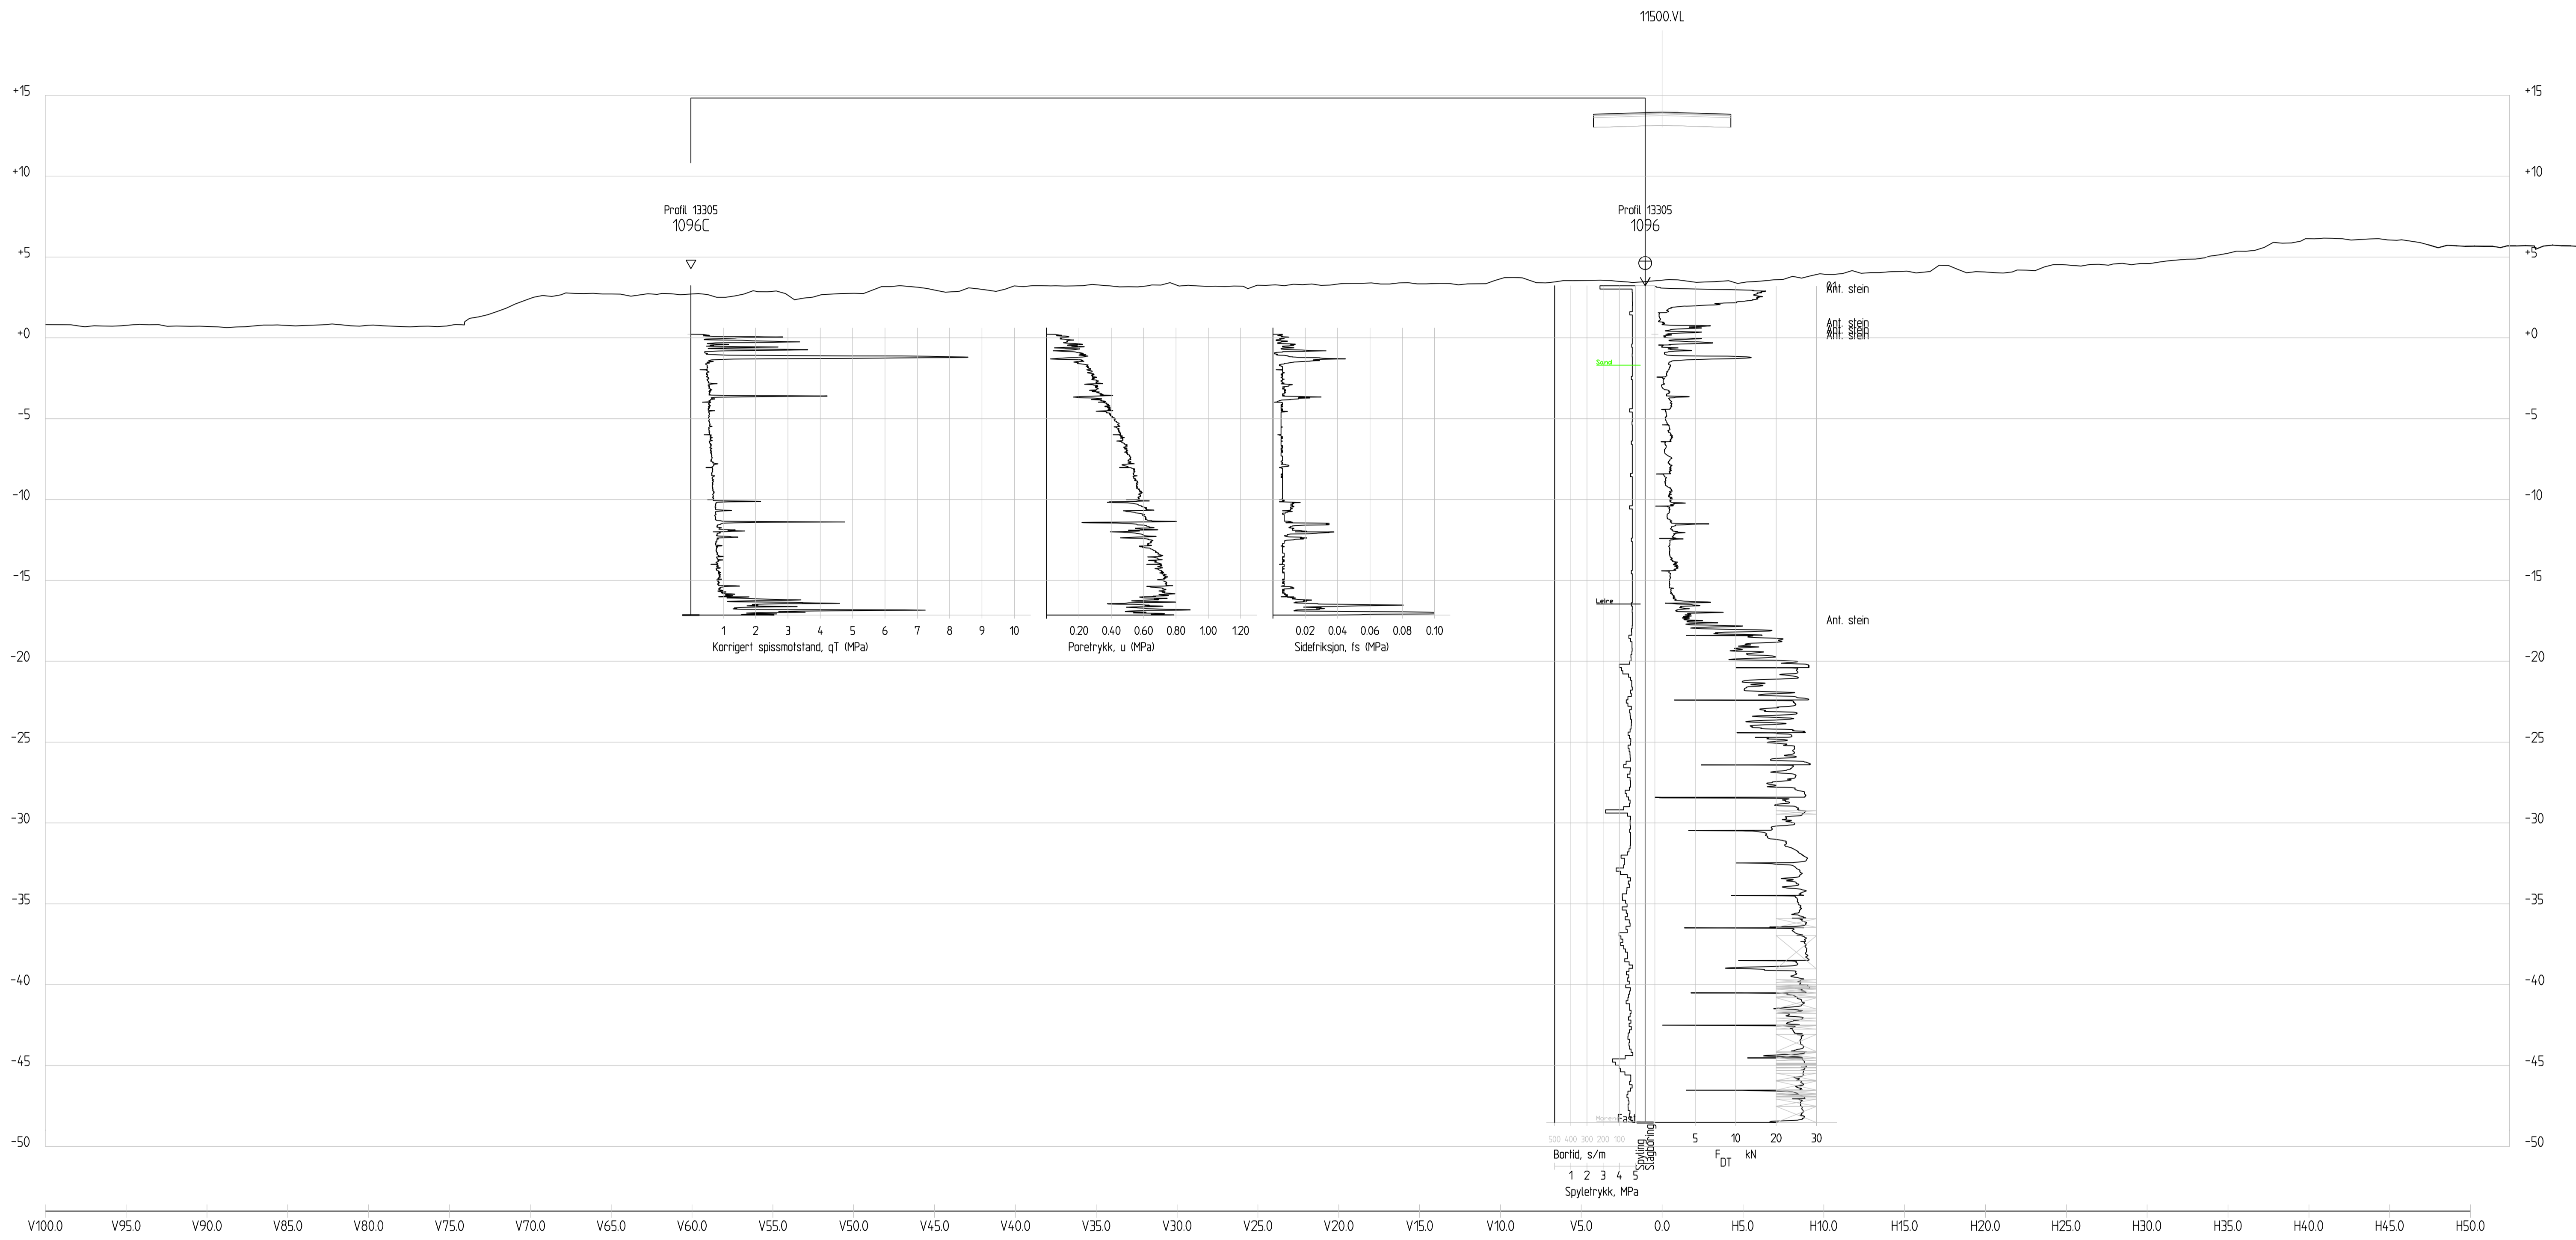 11500.VL
+15 +15
+10 +10
Profil 13305 Profil 13305
1096C 1096
+5 +5
Ant. stein
Ant. stein
Ant. stein
Ant. stein
+0 +0
Sand
-5 -5
-10 -10
-15 -15
Leire
Ant. stein
1 2 3 4 5 6 7 8 9 10
Korrigert spissmotstand, qT (MPa)
0.20 0.40 0.60 0.80 1.00 1.20
Poretrykk, u (MPa)
0.02 0.04 0.06 0.08 0.10
Sidefriksjon, fs (MPa)
-20 -20
-25 -25
-30 -30
-35 -35
-40 -40
-45 -45
Fast
-50 -50
500 400 300 200 100
Bortid, s/m
Spyling
Slagboring
5 10 20 30
FDT kN
1 2 3 4 5
Spyletrykk, MPa
V100.0 V95.0 V90.0 V85.0 V80.0 V75.0 V70.0 V65.0 V60.0 V55.0 V50.0 V45.0 V40.0 V35.0 V30.0 V25.0 V20.0 V15.0 V10.0 V5.0 0.0 H5.0 H10.0 H15.0 H20.0 H25.0 H30.0 H35.0 H40.0 H45.0 H50.0